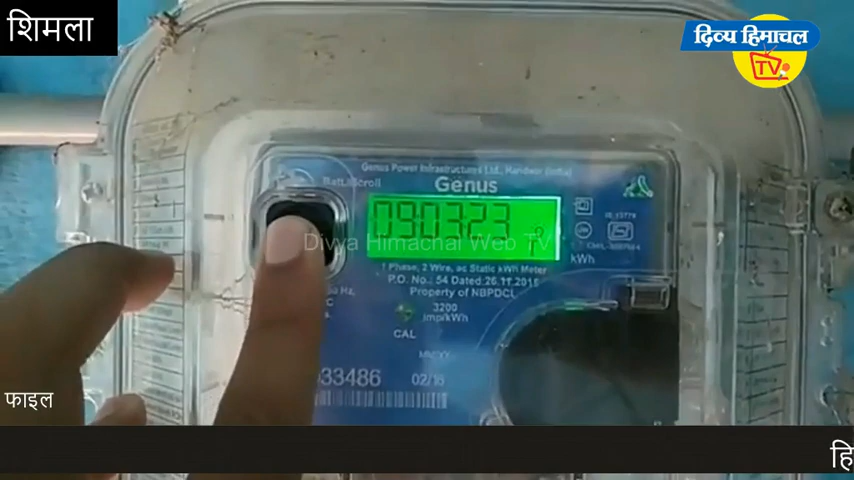 शिमला
दिव्य हिमाचल
TV
Genus Power Infrastructures Ltd., Haridwar (India)
Batt./Scroll
Genus
090323
Divya Himachal Web TV
kWh
1 Phase, 2 Wire, ac Static kWh Meter
P.O. No.: 54 Dated:26.11.2015
Property of NBPDCL
3200
imp/kWh
CAL
33486 02/16
फाइल
हि